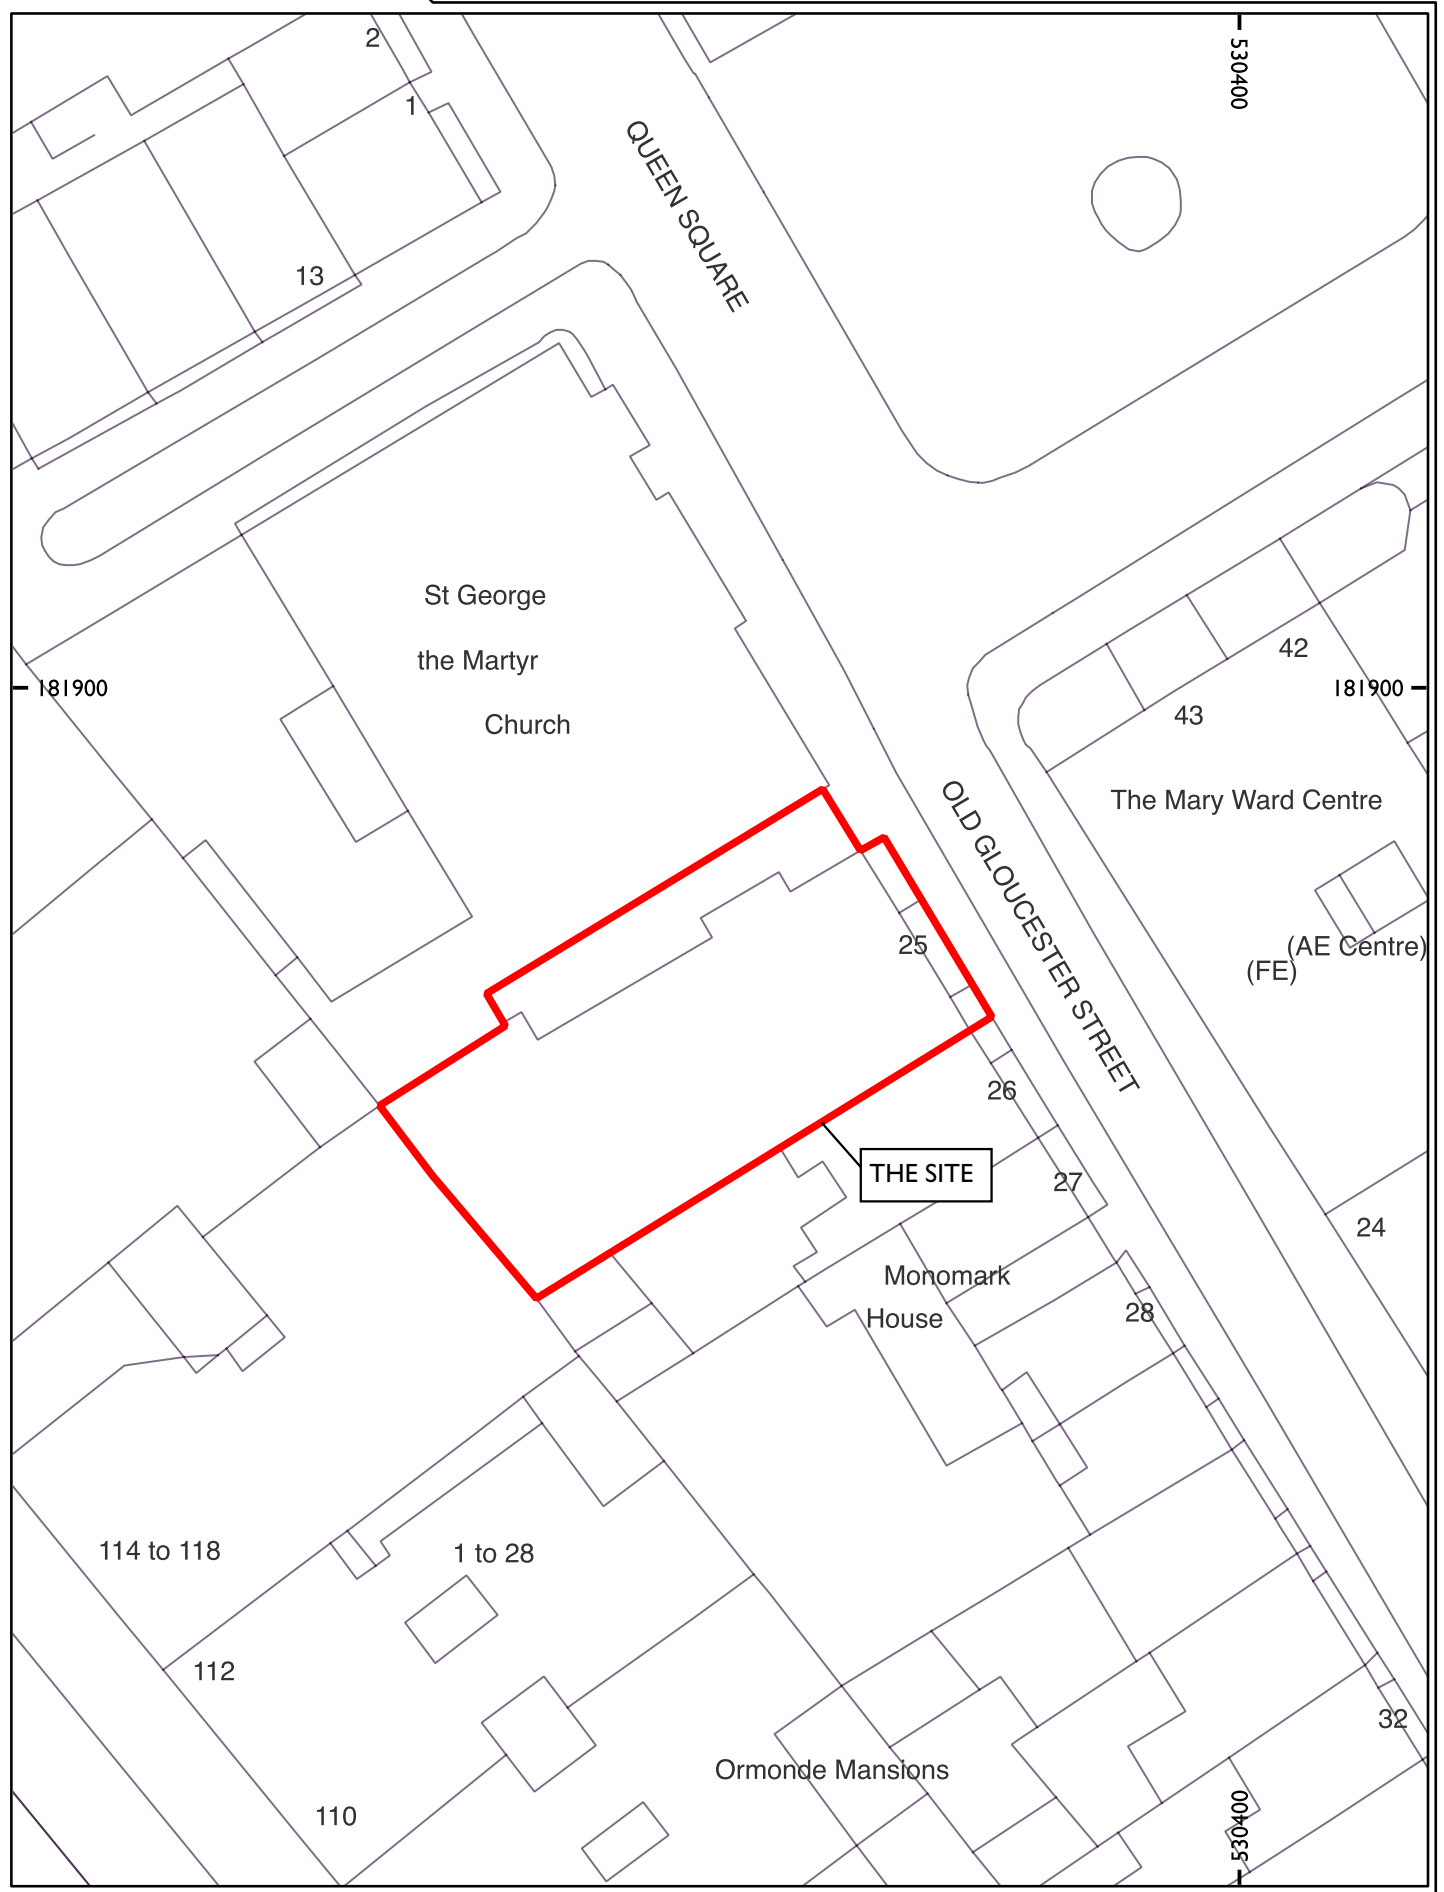 2
530400
1
QUEEN SQUARE
13
St George
the Martyr
Church
42
181900
181900
43
The Mary Ward Centre
OLD GLOUCESTER STREET
25
(AE Centre)
(FE)
26
THE SITE
27
24
Monomark
House
28
114 to 118
1 to 28
112
32
Ormonde Mansions
110
530400